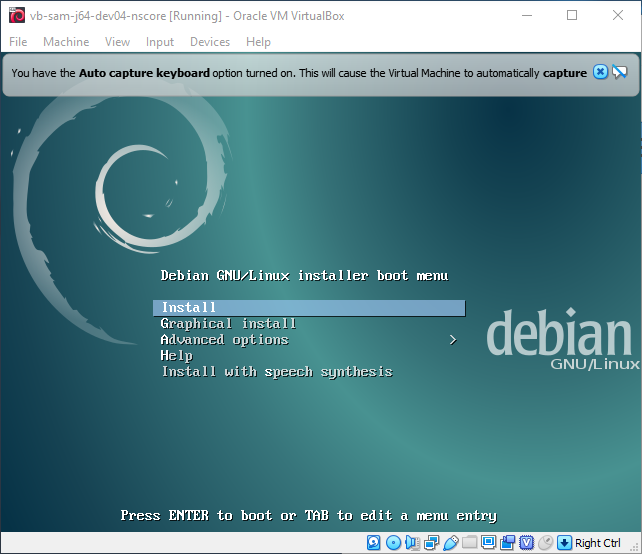 vb-sam-j64-dev04-nscore [Running] - Oracle VM VirtualBox
File Machine View Input Devices Help
You have the Auto capture keyboard option turned on. This will cause the Virtual Machine to automatically capture
Debian GNU/Linux installer boot menu
Install
Graphical install
Advanced options >
Help
Install with speech synthesis
debian
GNU/Linux
Press ENTER to boot or TAB to edit a menu entry
Right Ctrl